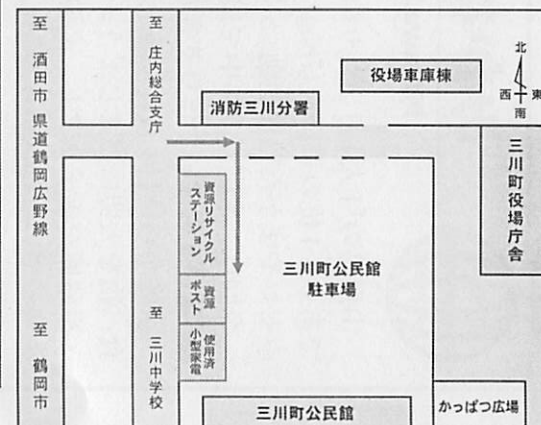 至 酒田市 県道鶴岡広野線 至 鶴岡市
至 庄内総合支庁
至 三川中学校
消防三川分署
役場車庫棟
北
西 東
南
三川町役場庁舎
資源リサイクル
ステーション
資源
ポスト
使用済
小型家電
三川町公民館
駐車場
三川町公民館
かっぱつ広場